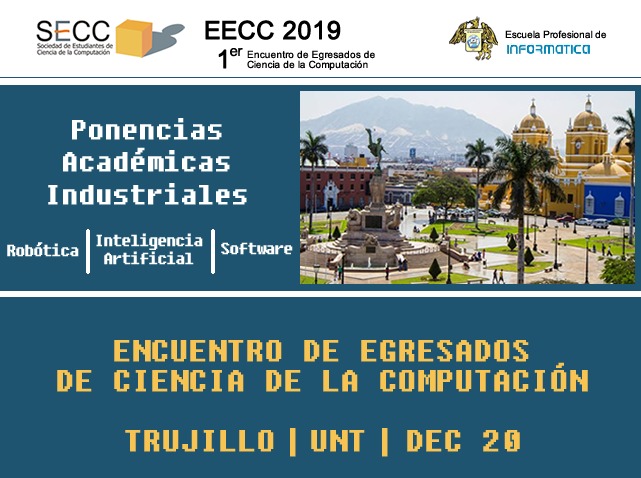 SECC
Sociedad de Estudiantes de
Ciencia de la Computación
EECC 2019
1er Encuentro de Egresados de
Ciencia de la Computación
Escuela Profesional de
INFORMATICA
Ponencias
Académicas
Industriales
Robótica | Inteligencia
Artificial | Software
ENCUENTRO DE EGRESADOS
DE CIENCIA DE LA COMPUTACIÓN
TRUJILLO | UNT | DEC 20